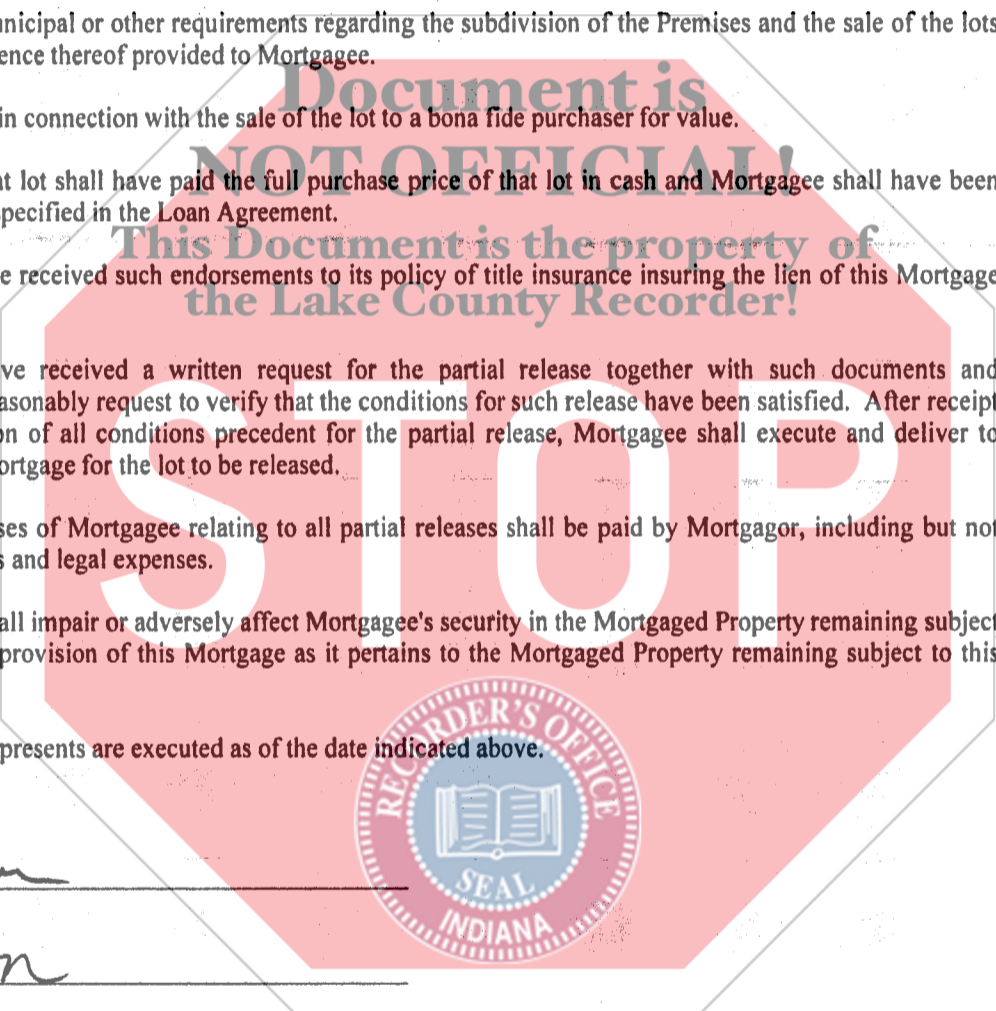 nicipal or other requirements regarding the subdivision of the Premises and the sale of the lots
ence thereof provided to Mortgagee.
Document is
in connection with the sale of the lot to a bona fide purchaser for value.
NOT OFFICIAL!
t lot shall have paid the full purchase price of that lot in cash and Mortgagee shall have been
pecified in the Loan Agreement.
This Document is the property of
e received such endorsements to its policy of title insurance insuring the lien of this Mortgage
the Lake County Recorder!
ve received a written request for the partial release together with such documents and
asonably request to verify that the conditions for such release have been satisfied. After receipt
on of all conditions precedent for the partial release, Mortgagee shall execute and deliver to
ortgage for the lot to be released.
STOP
ses of Mortgagee relating to all partial releases shall be paid by Mortgagor, including but not
s and legal expenses.
all impair or adversely affect Mortgagee's security in the Mortgaged Property remaining subject
provision of this Mortgage as it pertains to the Mortgaged Property remaining subject to this
presents are executed as of the date indicated above.
RECORDER'S OFFICE
SEAL
INDIANA